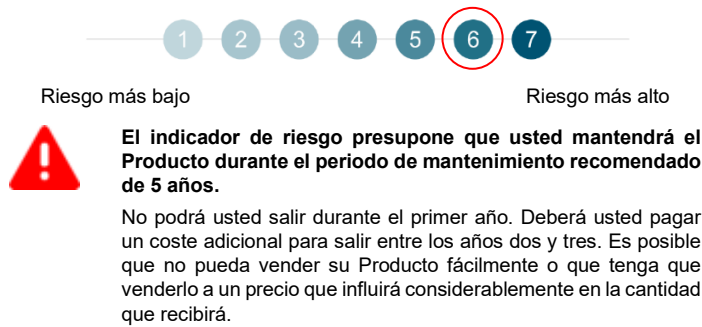 1 2 3 4 5 6 7
Riesgo más bajo Riesgo más alto
El indicador de riesgo presupone que usted mantendrá el
Producto durante el periodo de mantenimiento recomendado
de 5 años.
No podrá usted salir durante el primer año. Deberá usted pagar
un coste adicional para salir entre los años dos y tres. Es posible
que no pueda vender su Producto fácilmente o que tenga que
venderlo a un precio que influirá considerablemente en la cantidad
que recibirá.